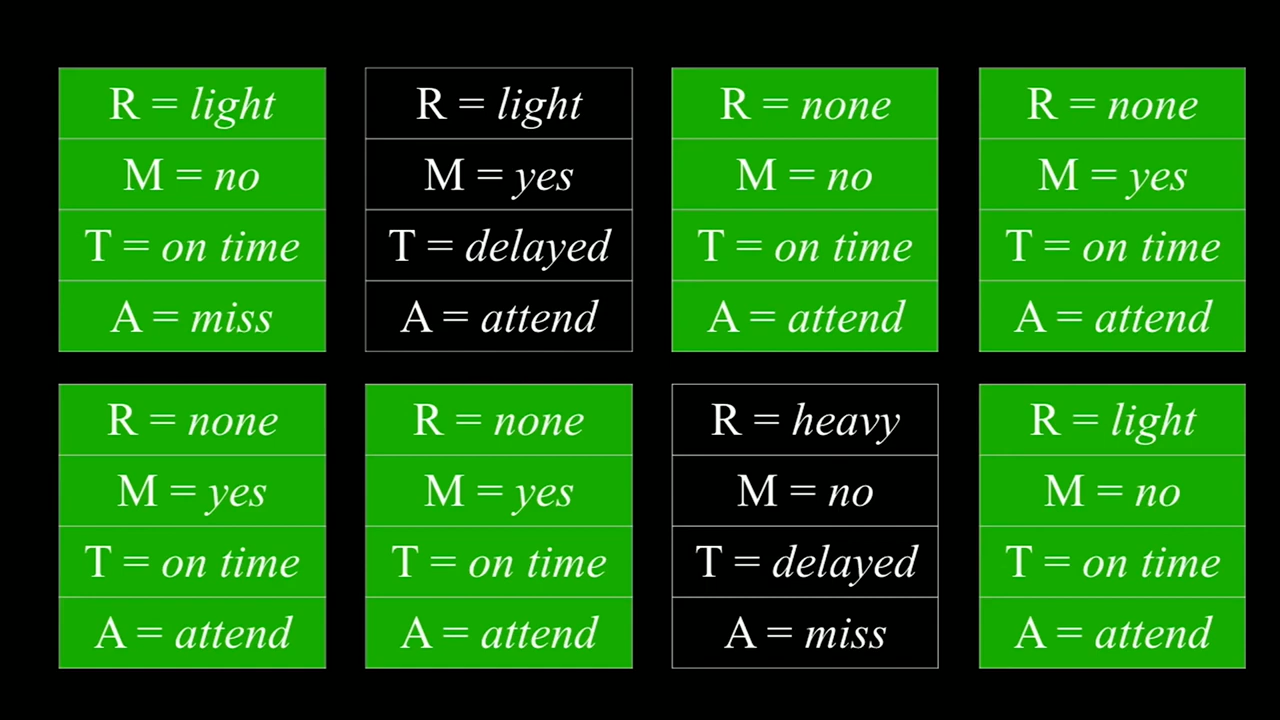 R = light
M = no
T = on time
A = miss
R = light
M = yes
T = delayed
A = attend
R = none
M = no
T = on time
A = attend
R = none
M = yes
T = on time
A = attend
R = none
M = yes
T = on time
A = attend
R = none
M = yes
T = on time
A = attend
R = heavy
M = no
T = delayed
A = miss
R = light
M = no
T = on time
A = attend